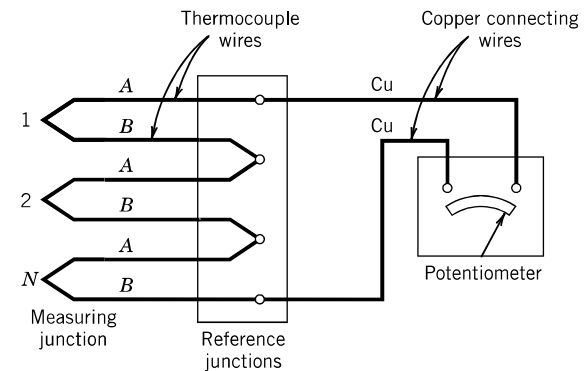 Thermocouple
wires
Copper connecting
wires
A
Cu
1
B
Cu
A
2
B
A
N
B
Potentiometer
Measuring
junction
Reference
junctions